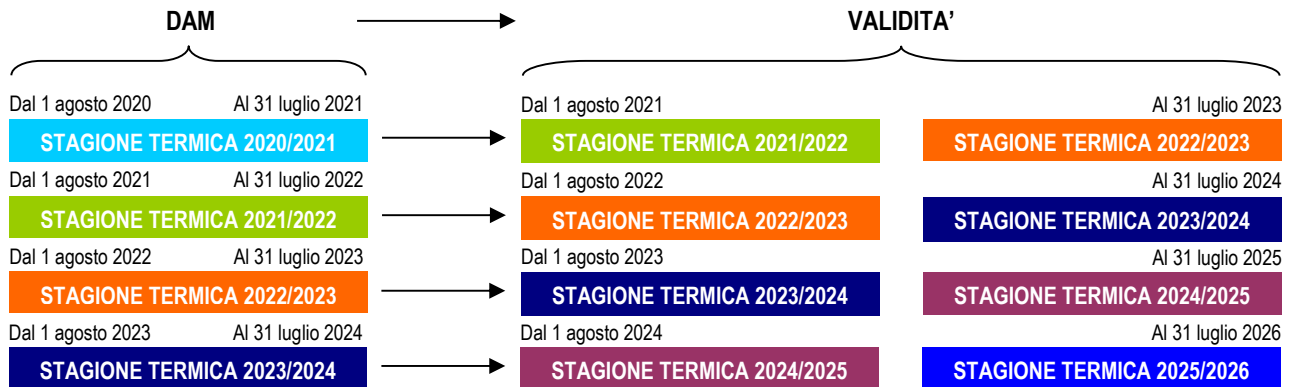 DAM VALIDITA’
Dal 1 agosto 2020 Al 31 luglio 2021 Dal 1 agosto 2021 Al 31 luglio 2023
STAGIONE TERMICA 2020/2021 STAGIONE TERMICA 2021/2022 STAGIONE TERMICA 2022/2023
Dal 1 agosto 2021 Al 31 luglio 2022 Dal 1 agosto 2022 Al 31 luglio 2024
STAGIONE TERMICA 2021/2022 STAGIONE TERMICA 2022/2023 STAGIONE TERMICA 2023/2024
Dal 1 agosto 2022 Al 31 luglio 2023 Dal 1 agosto 2023 Al 31 luglio 2025
STAGIONE TERMICA 2022/2023 STAGIONE TERMICA 2023/2024 STAGIONE TERMICA 2024/2025
Dal 1 agosto 2023 Al 31 luglio 2024 Dal 1 agosto 2024 Al 31 luglio 2026
STAGIONE TERMICA 2023/2024 STAGIONE TERMICA 2024/2025 STAGIONE TERMICA 2025/2026